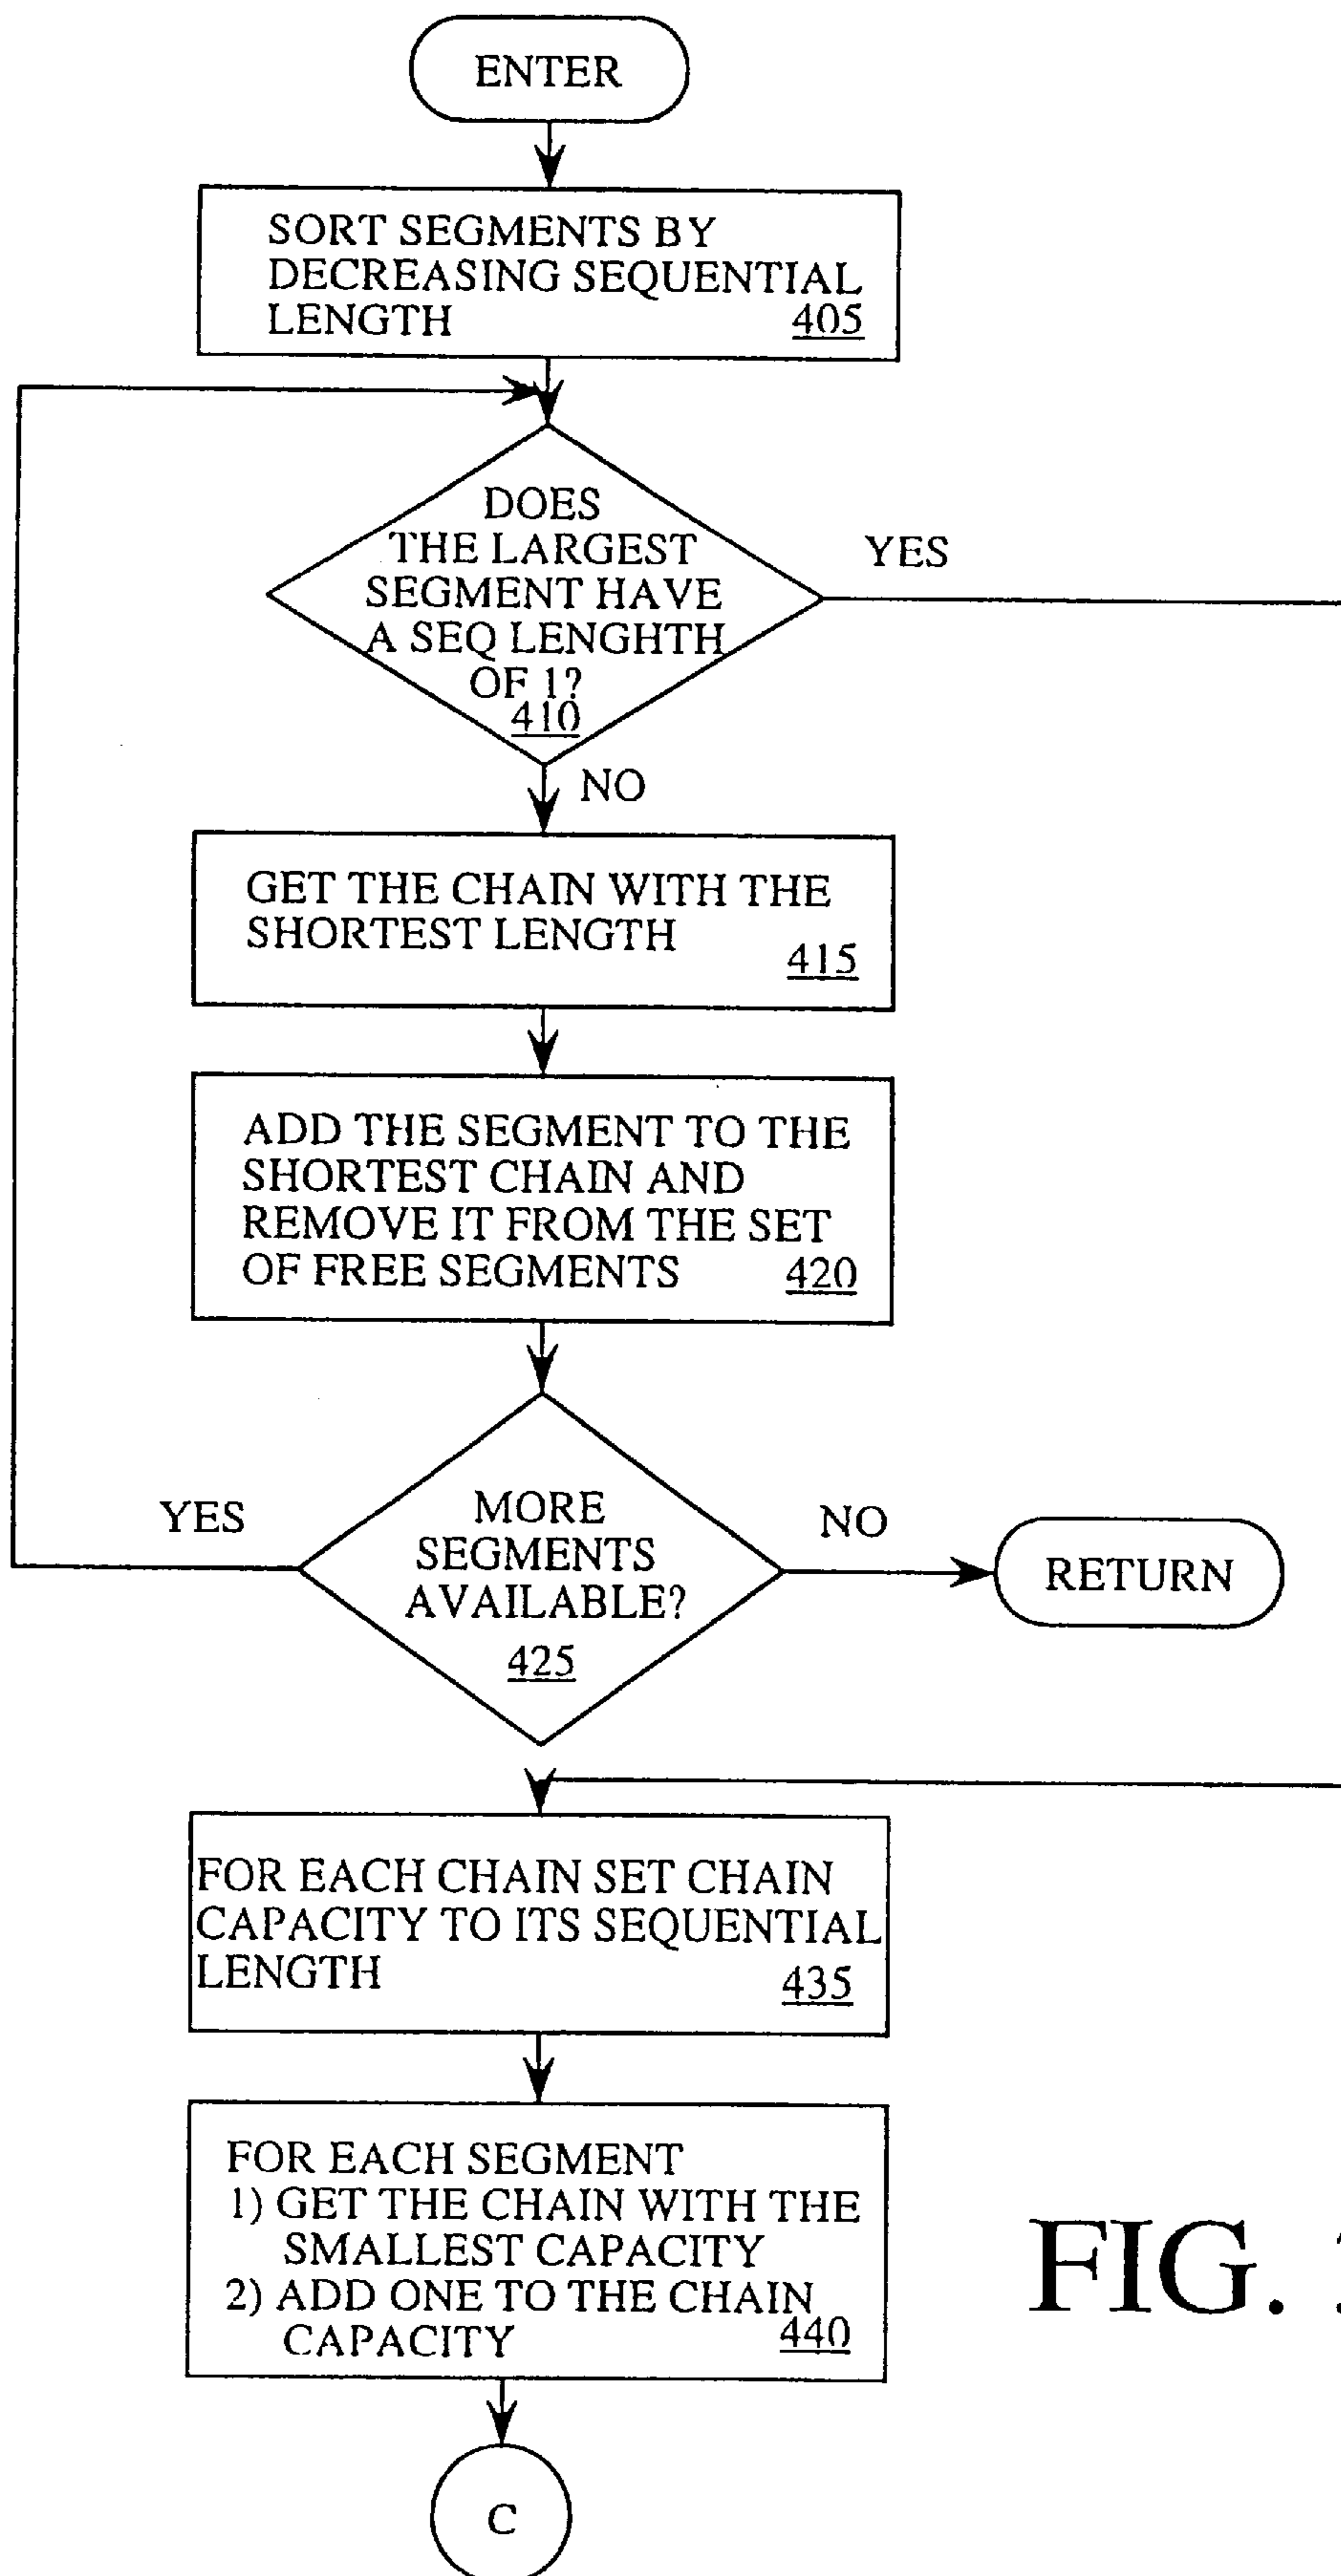 ENTER
SORT SEGMENTS BY
DECREASING SEQUENTIAL
LENGTH 405
DOES
THE LARGEST
SEGMENT HAVE
A SEQ LENGHTH
OF 1?
410
YES
NO
GET THE CHAIN WITH THE
SHORTEST LENGTH
415
ADD THE SEGMENT TO THE
SHORTEST CHAIN AND
REMOVE IT FROM THE SET
OF FREE SEGMENTS 420
MORE
SEGMENTS
AVAILABLE?
425
YES
NO
RETURN
FOR EACH CHAIN SET CHAIN
CAPACITY TO ITS SEQUENTIAL
LENGTH 435
FOR EACH SEGMENT
1) GET THE CHAIN WITH THE
SMALLEST CAPACITY
2) ADD ONE TO THE CHAIN
CAPACITY 440
FIG.
C